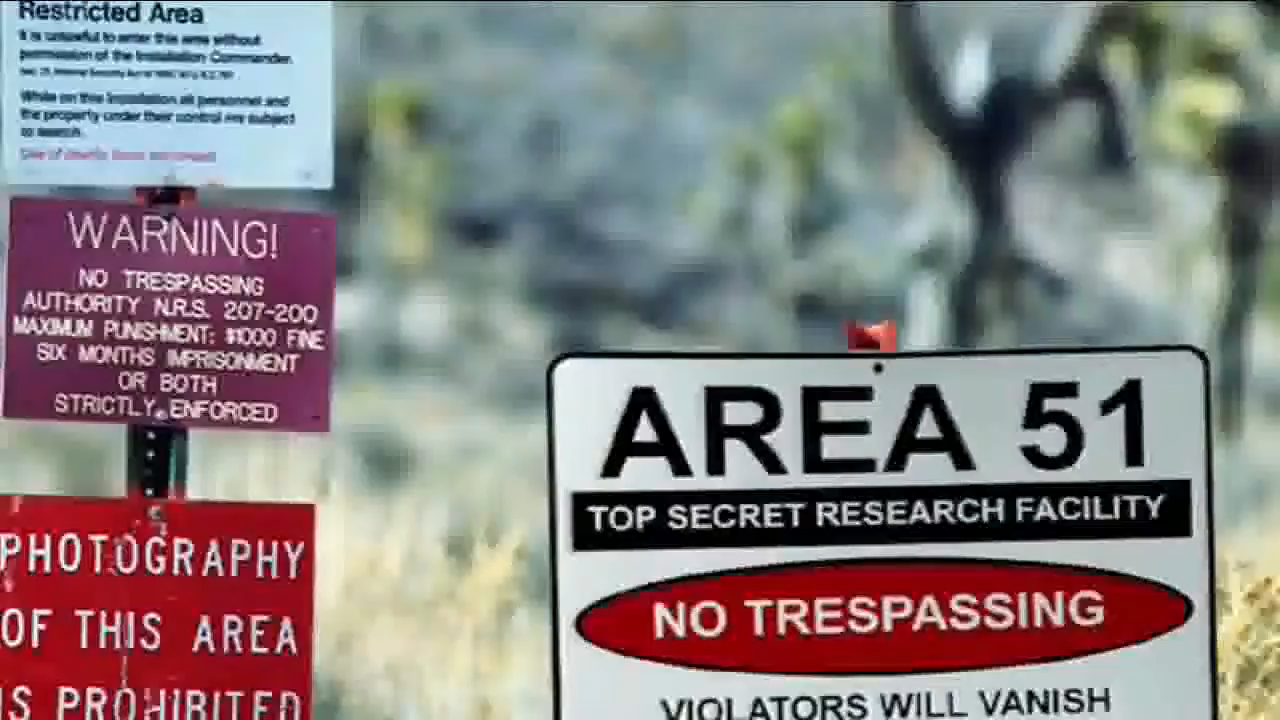 Restricted Area
It is unlawful to enter this area without
permission of the Installation Commander.
While on this Installation all personnel and
the property under their control are subject
to search.
WARNING!
NO TRESPASSING
AUTHORITY N.R.S. 207-200
MAXIMUM PUNISHMENT: $1000 FINE
SIX MONTHS IMPRISONMENT
OR BOTH
STRICTLY ENFORCED
PHOTOGRAPHY
OF THIS AREA
IS PROHIBITED
AREA 51
TOP SECRET RESEARCH FACILITY
NO TRESPASSING
VIOLATORS WILL VANISH